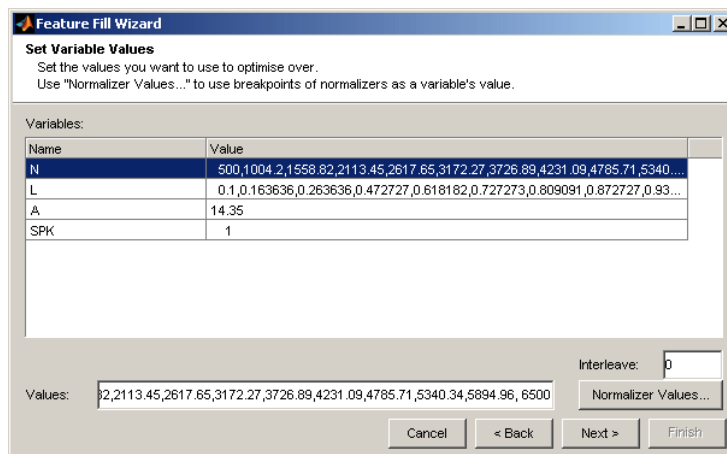 Feature Fill Wizard
Set Variable Values
Set the values you want to use to optimise over.
Use "Normalizer Values..." to use breakpoints of normalizers as a variable's value.
Variables:
Name Value
N 500,1004.2,1558.82,2113.45,2617.65,3172.27,3726.89,4231.09,4785.71,5340....
L 0.1,0.163636,0.263636,0.472727,0.618182,0.727273,0.809091,0.872727,0.93...
A 14.35
SPK 1
Interleave: 0
Values: 32,2113.45,2617.65,3172.27,3726.89,4231.09,4785.71,5340.34,5894.96, 6500 Normalizer Values...
Cancel < Back Next > Finish